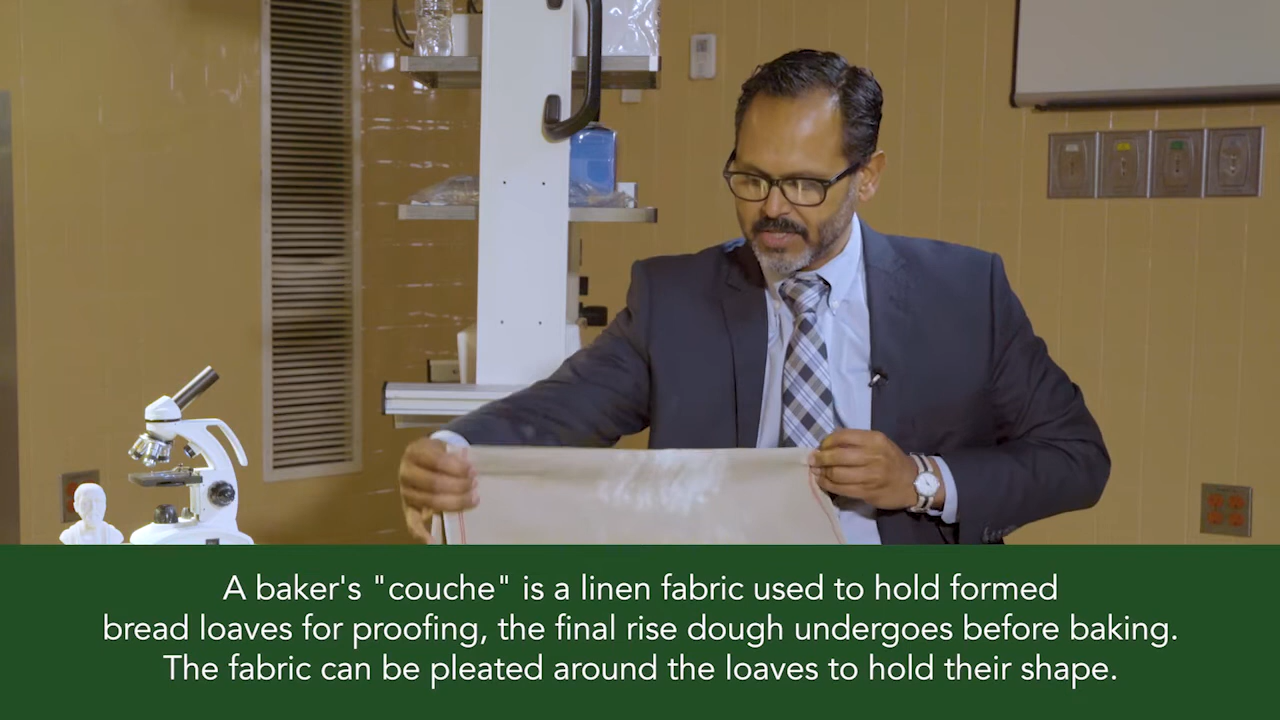 A baker's "couche" is a linen fabric used to hold formed
bread loaves for proofing, the final rise dough undergoes before baking.
The fabric can be pleated around the loaves to hold their shape.